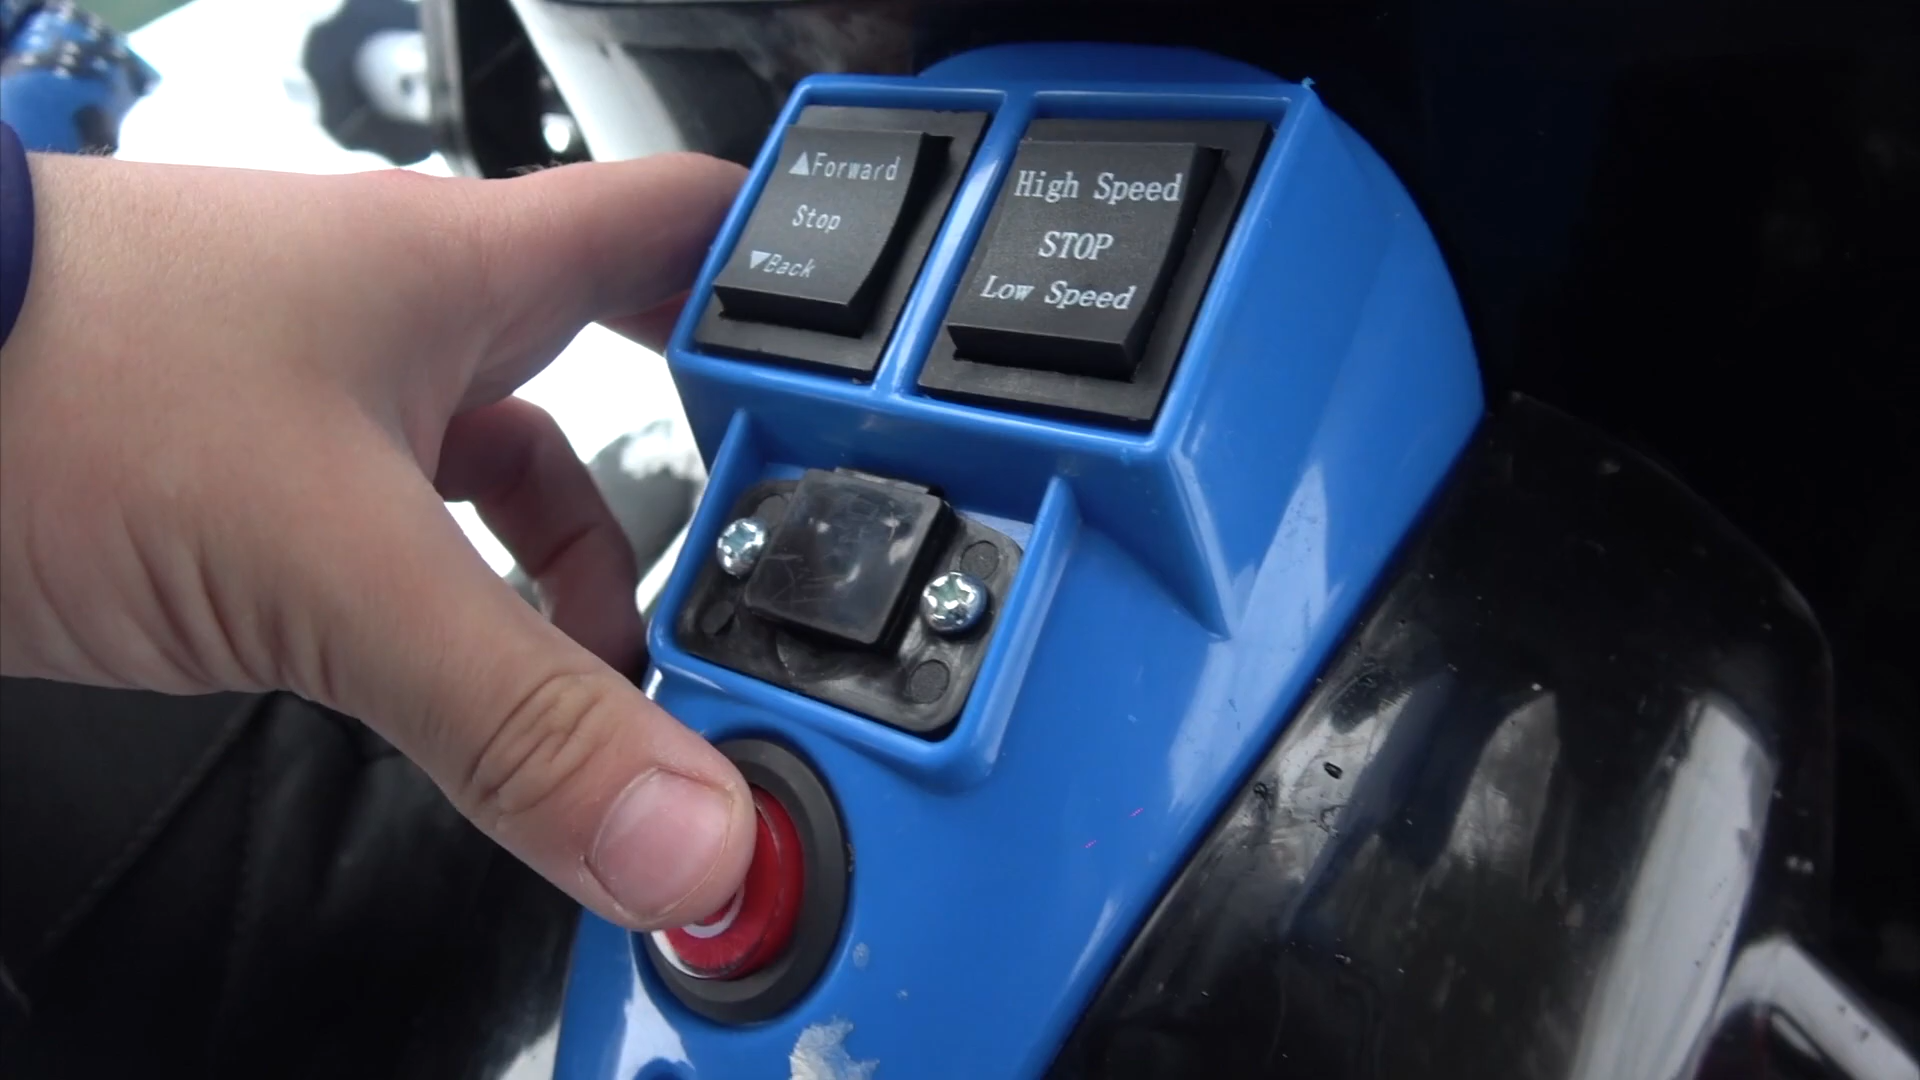 ▲Forward
Stop
▼Back
High Speed
STOP
Low Speed